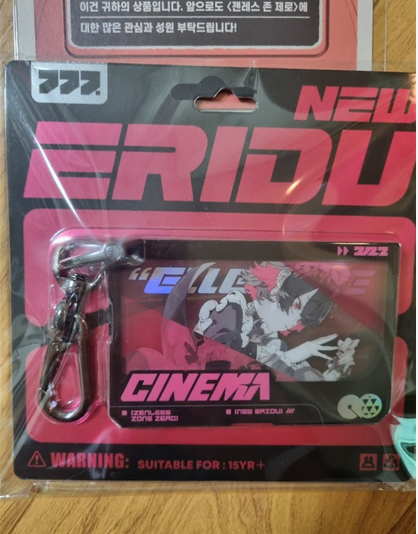 이건 귀하의 상품입니다. 앞으로도 <젠레스 존 제로>에
대한 많은 관심과 성원 부탁드립니다!
NEW
ERIDU
CINEMA
[ZENLESS
ZONE ZERO]
[NEW ERIDU]
WARNING: SUITABLE FOR : 15YR+